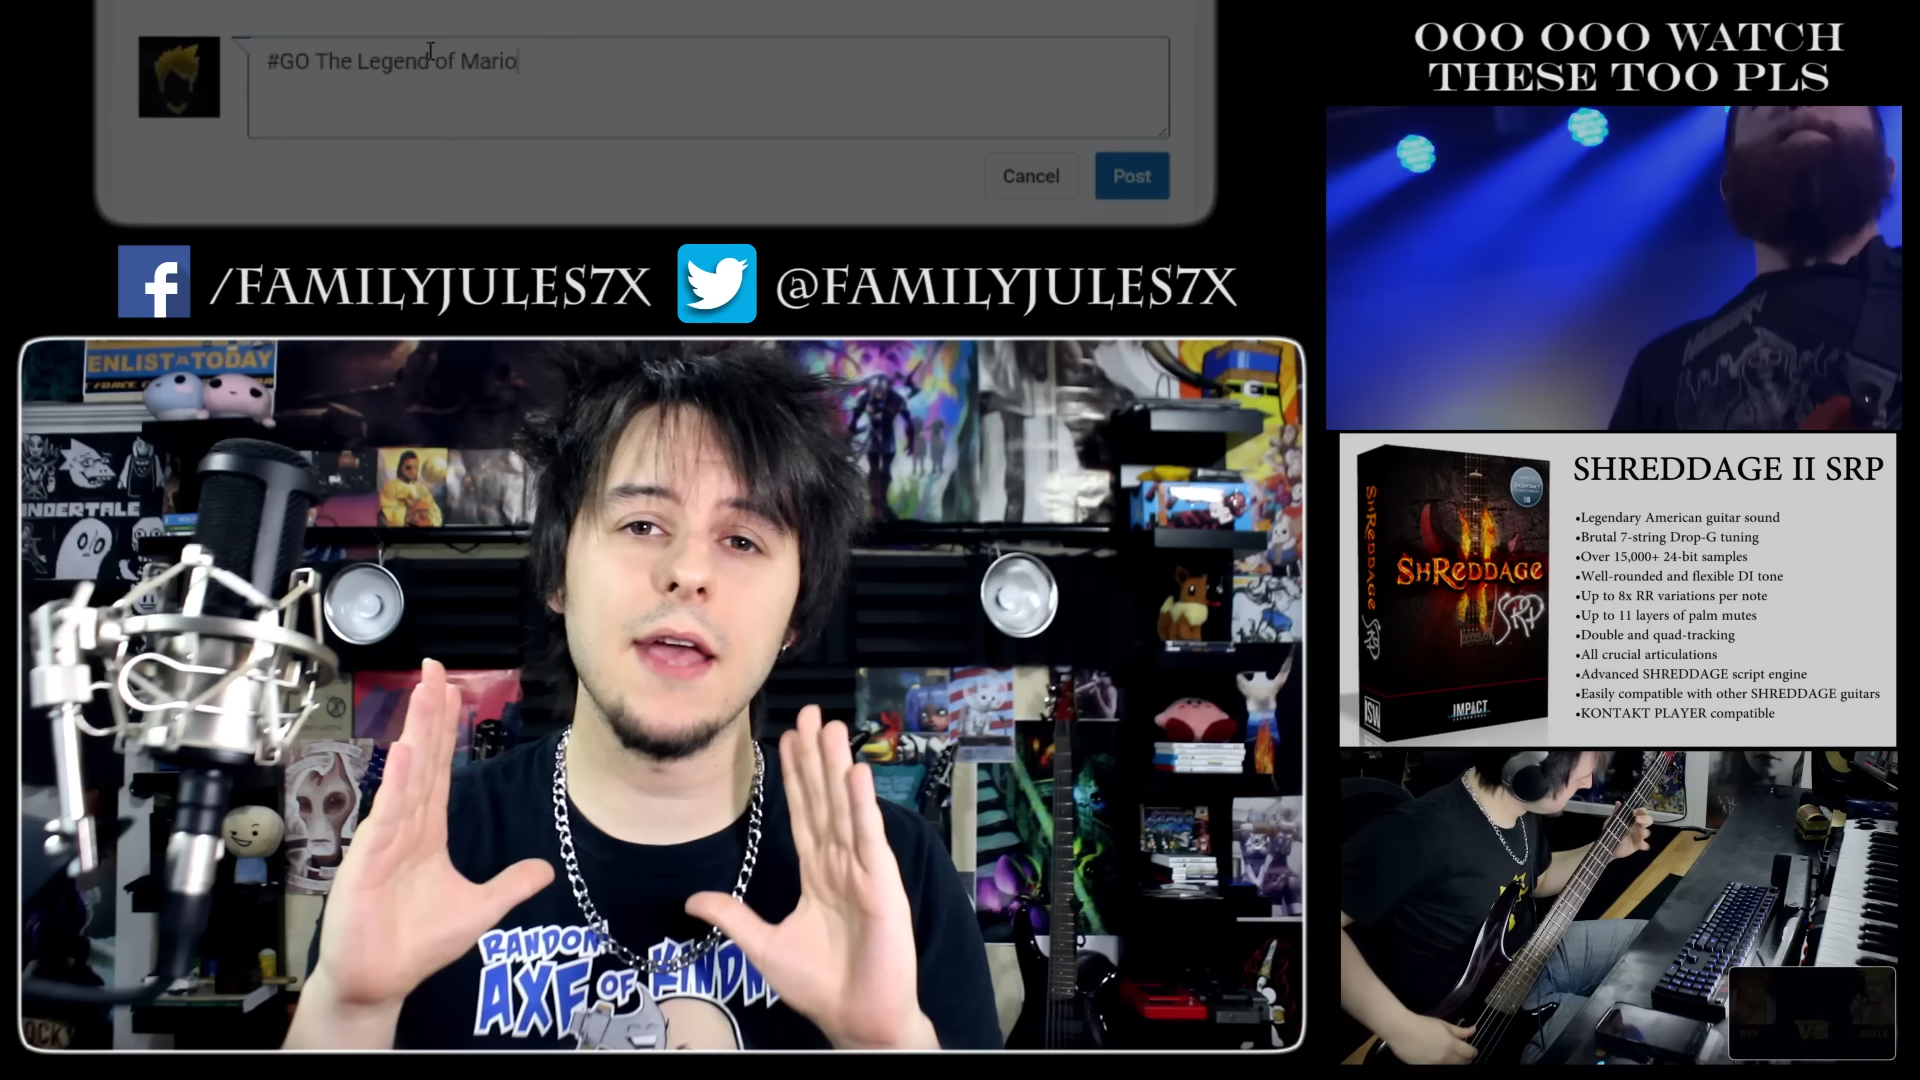 #GO The Legend of Mario
Cancel
Post
/FAMILYJULES7X
@FAMILYJULES7X
OOO OOO WATCH
THESE TOO PLS
ENLIST TODAY
UNDERTALE
RANDOM
AXE OF KINDN
SHREDDAGE II SRP
•Legendary American guitar sound
•Brutal 7-string Drop-G tuning
•Over 15,000+ 24-bit samples
•Well-rounded and flexible DI tone
•Up to 8x RR variations per note
•Up to 11 layers of palm mutes
•Double and quad-tracking
•All crucial articulations
•Advanced SHREDDAGE script engine
•Easily compatible with other SHREDDAGE guitars
•KONTAKT PLAYER compatible
SHREDDAGE SRP
SHREDDAGE
SRP
ISW
IMPACT
VS